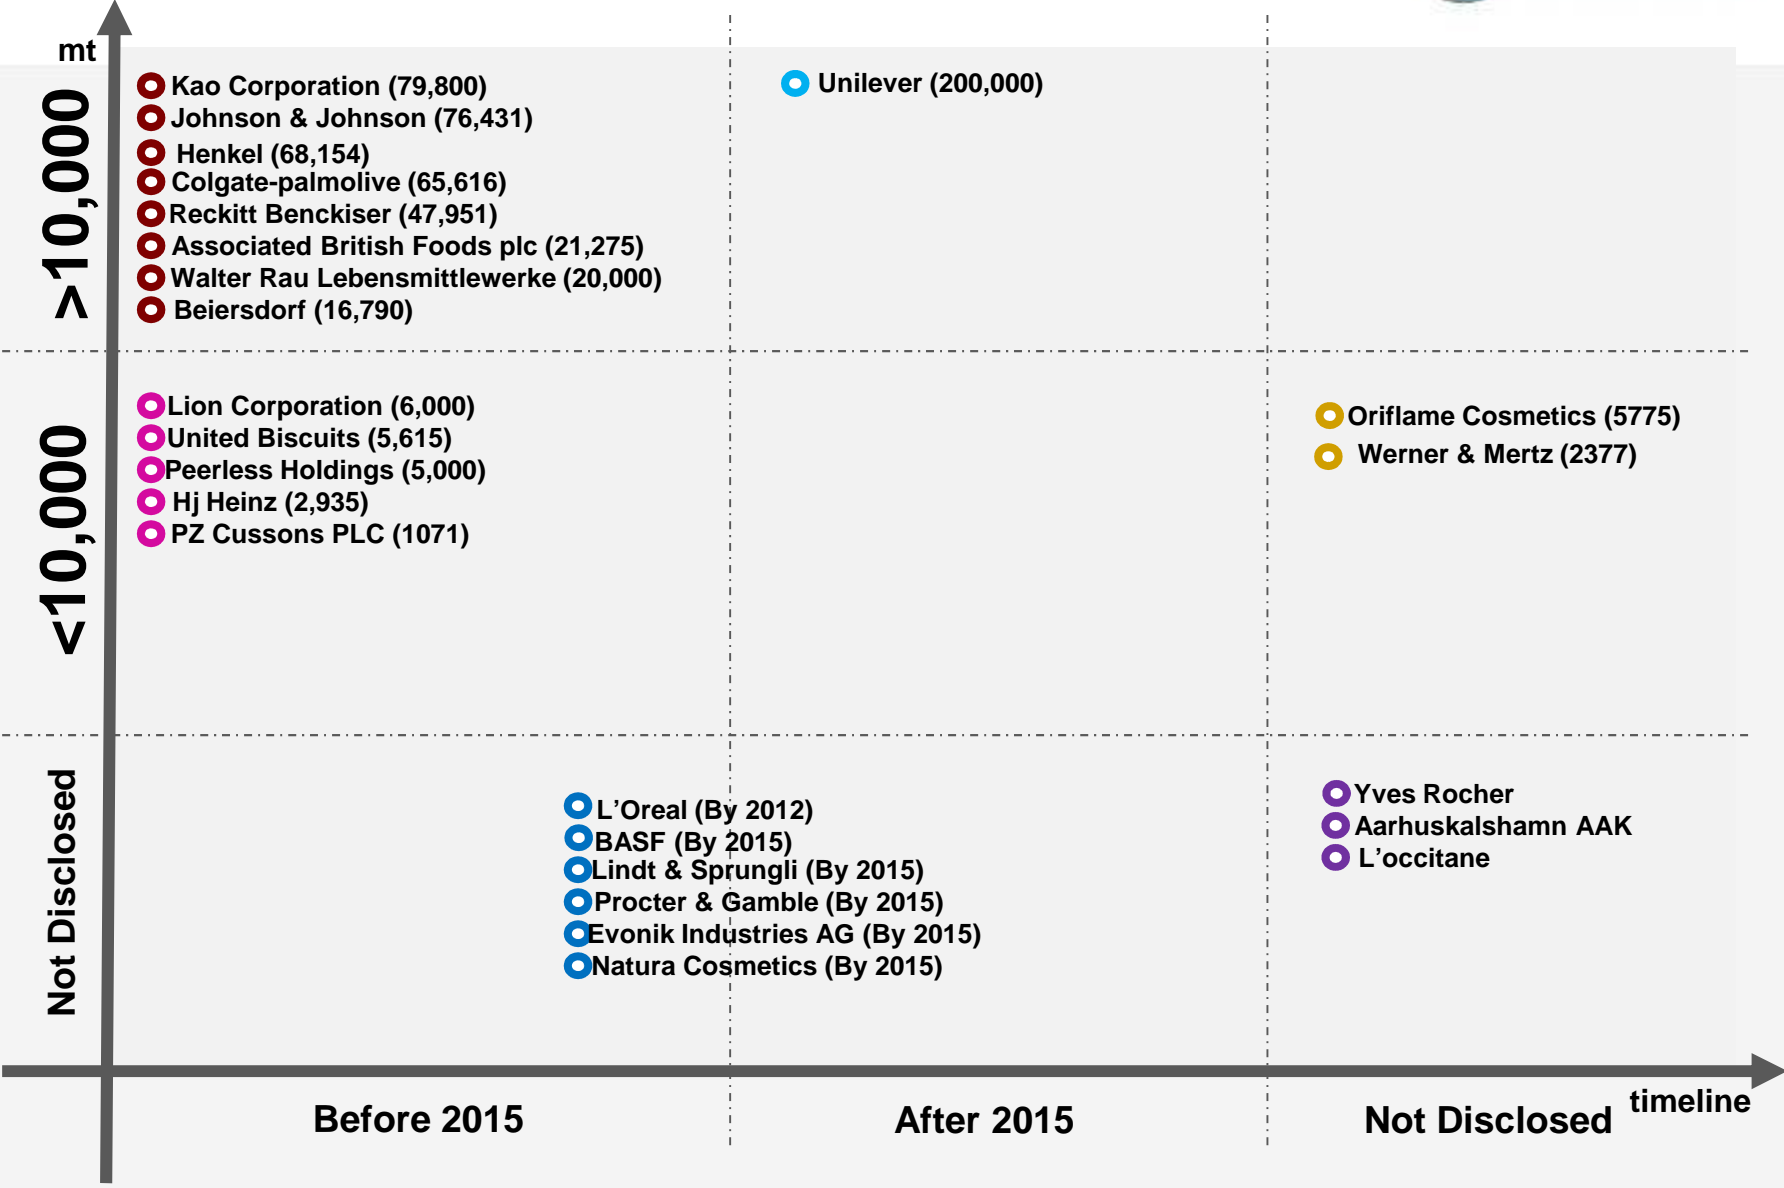 mt
>10,000
Kao Corporation (79,800)
Johnson & Johnson (76,431)
Henkel (68,154)
Colgate-palmolive (65,616)
Reckitt Benckiser (47,951)
Associated British Foods plc (21,275)
Walter Rau Lebensmittlewerke (20,000)
Beiersdorf (16,790)
Unilever (200,000)
<10,000
Lion Corporation (6,000)
United Biscuits (5,615)
Peerless Holdings (5,000)
Hj Heinz (2,935)
PZ Cussons PLC (1071)
Oriflame Cosmetics (5775)
Werner & Mertz (2377)
Not Disclosed
L’Oreal (By 2012)
BASF (By 2015)
Lindt & Sprungli (By 2015)
Procter & Gamble (By 2015)
Evonik Industries AG (By 2015)
Natura Cosmetics (By 2015)
Yves Rocher
Aarhuskalshamn AAK
L’occitane
Before 2015
After 2015
Not Disclosed
timeline